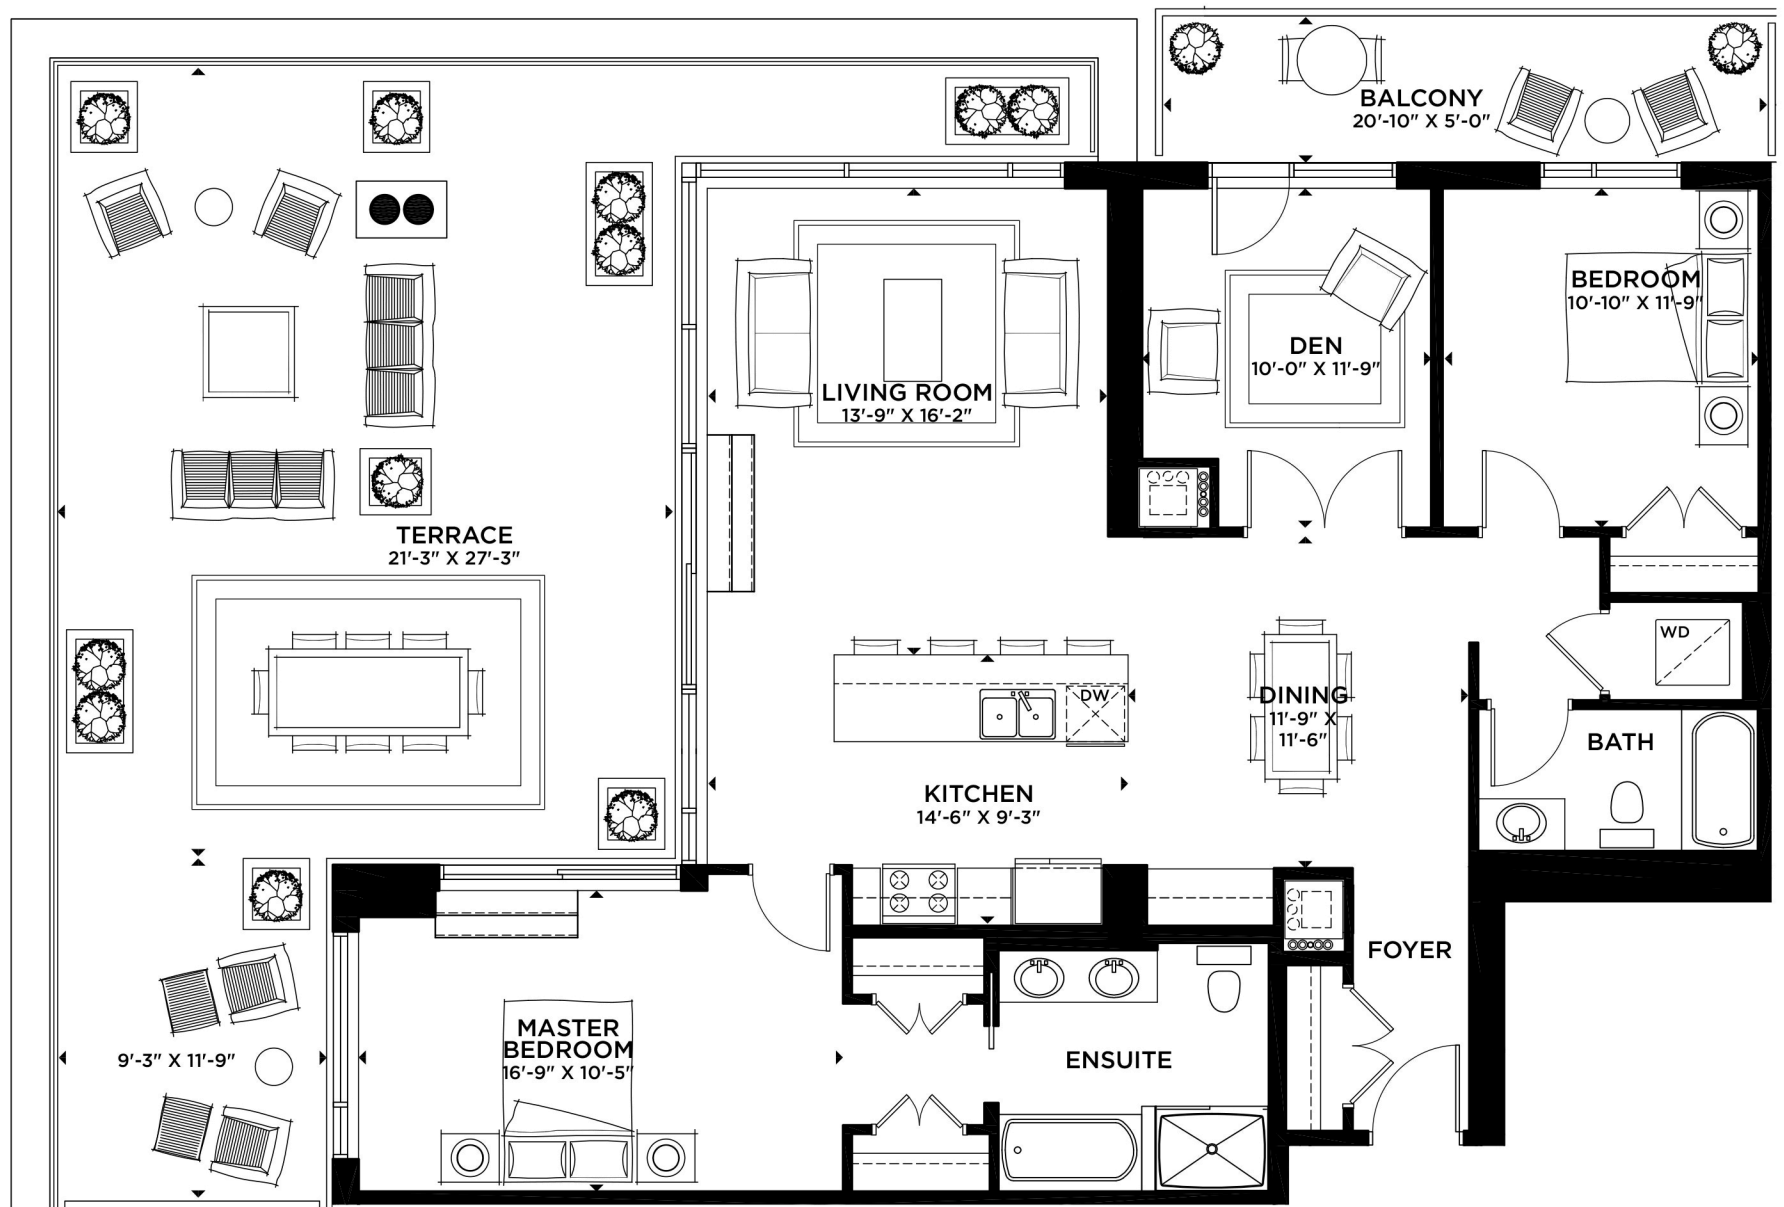 BALCONY
20'-10" X 5'-0"
BEDROOM
10'-10" X 11'-9"
DEN
10'-0" X 11'-9"
LIVING ROOM
13'-9" X 16'-2"
TERRACE
21'-3" X 27'-3"
WD
DW
DINING
11'-9" X
11'-6"
BATH
KITCHEN
14'-6" X 9'-3"
FOYER
MASTER
BEDROOM
16'-9" X 10'-5"
9'-3" X 11'-9"
ENSUITE